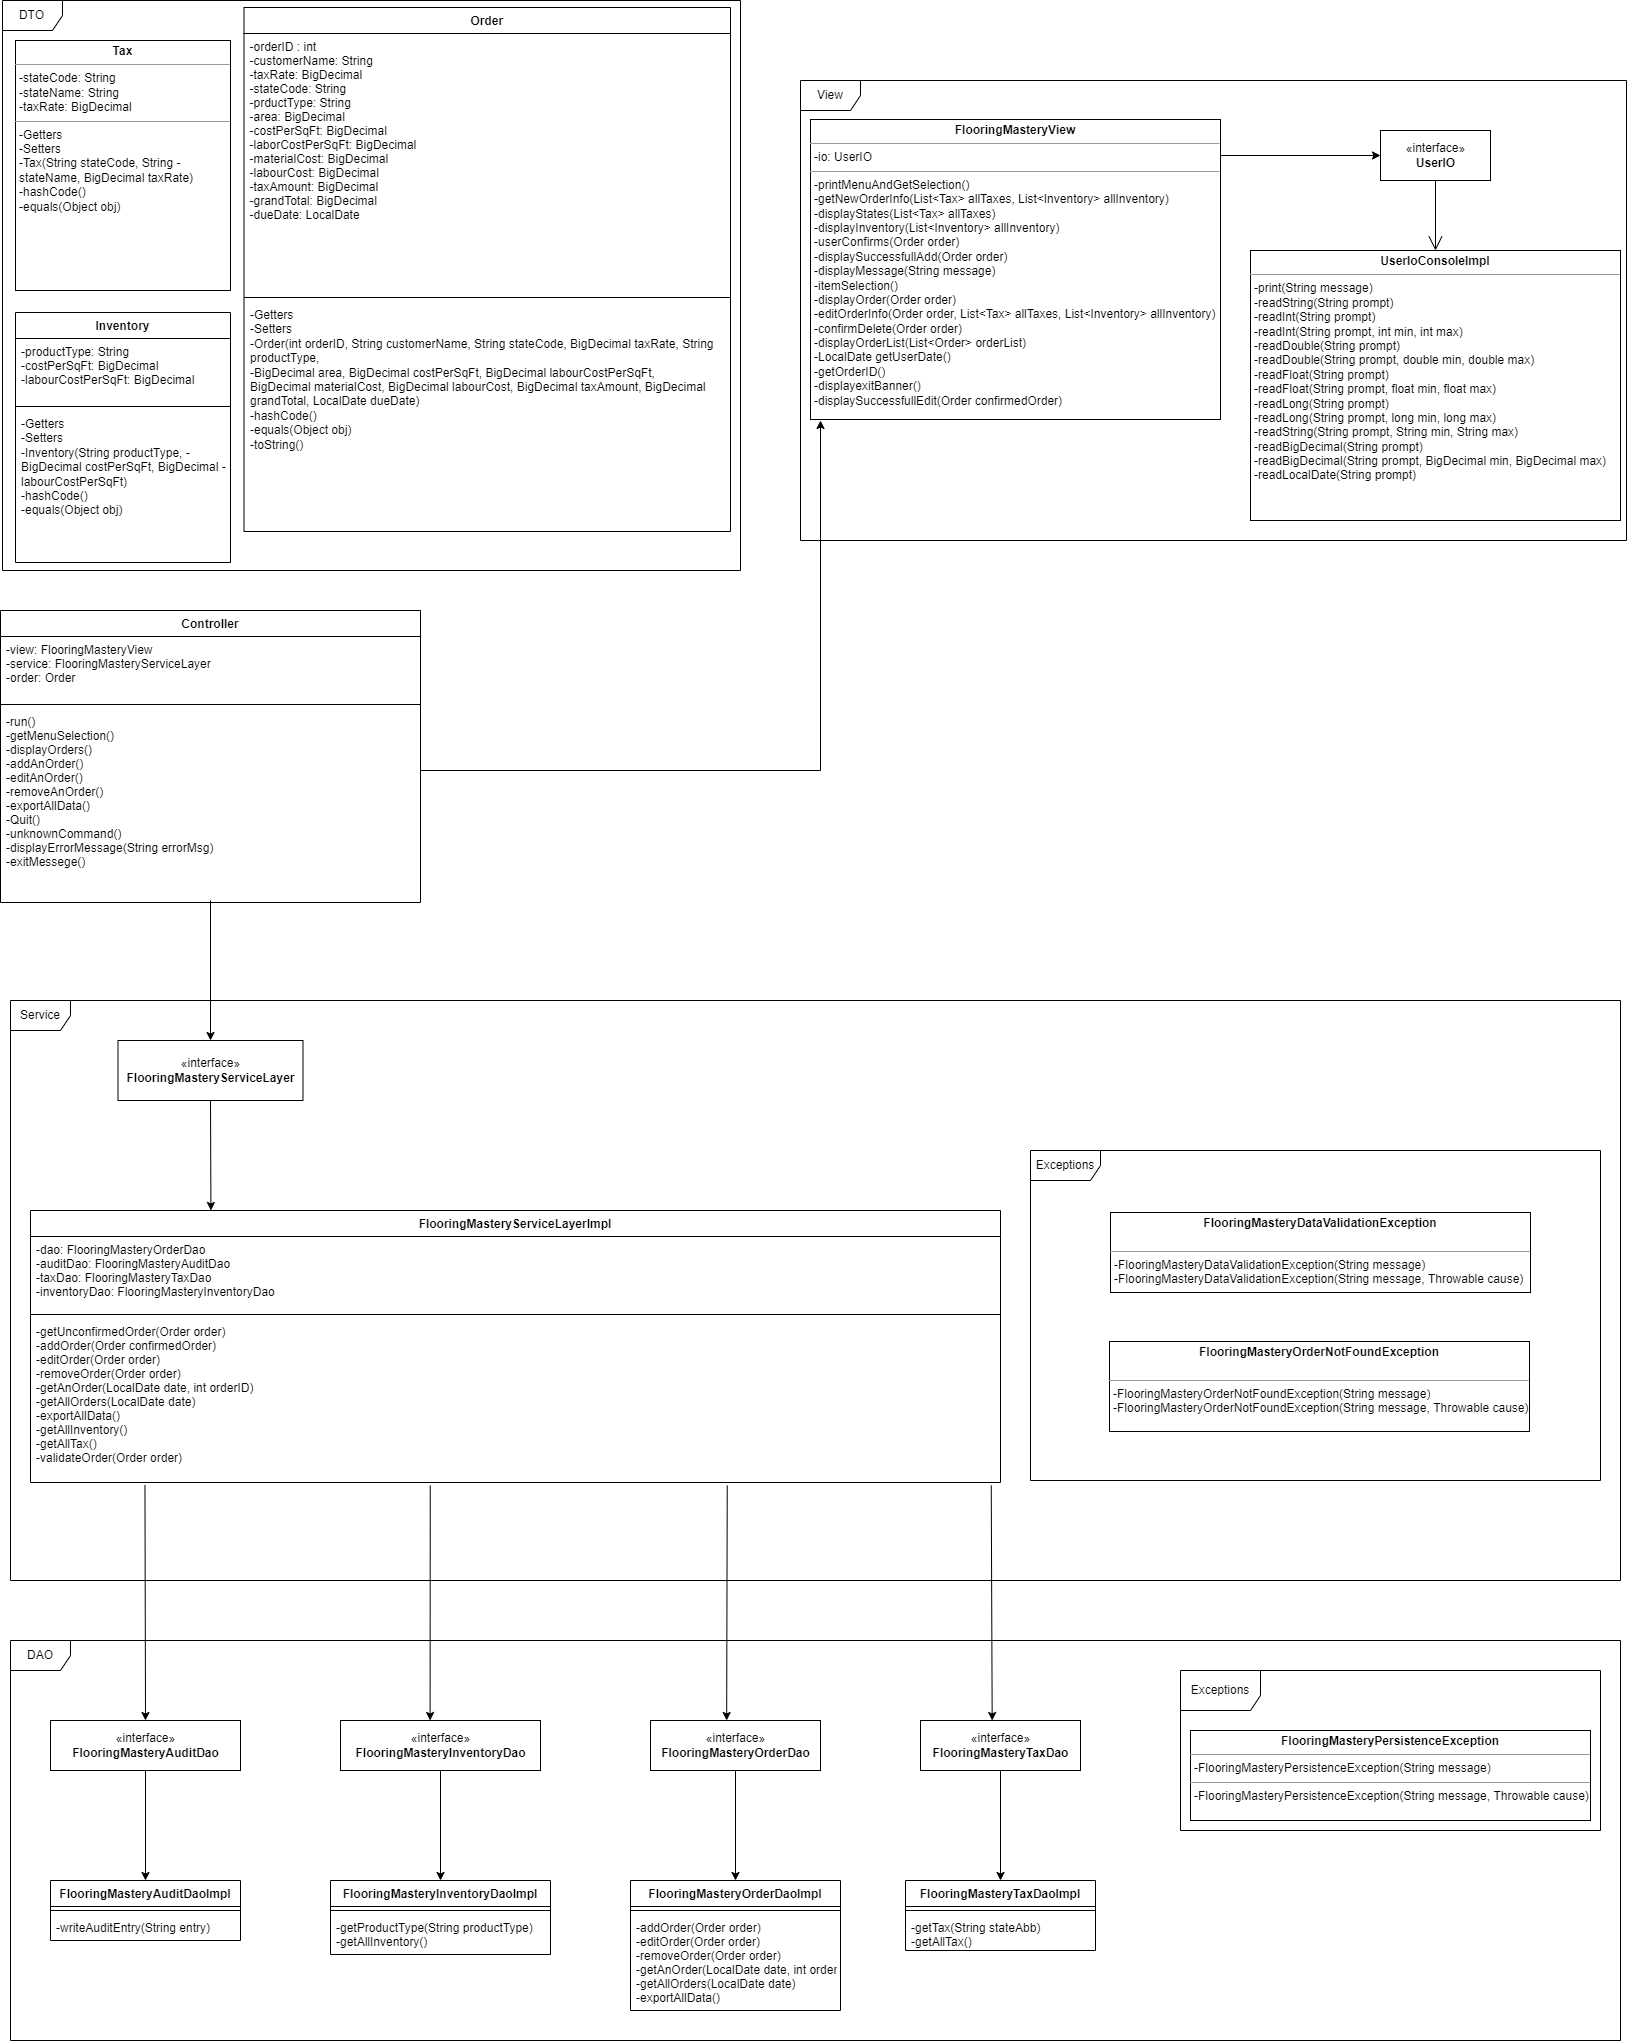 DTO
Tax
-stateCode: String
-stateName: String
-taxRate: BigDecimal
-Getters
-Setters
-Tax(String stateCode, String -
stateName, BigDecimal taxRate)
-hashCode()
-equals(Object obj)
Inventory
-productType: String
-costPerSqFt: BigDecimal
-labourCostPerSqFt: BigDecimal
-Getters
-Setters
-Inventory(String productType, -
BigDecimal costPerSqFt, BigDecimal -
labourCostPerSqFt)
-hashCode()
-equals(Object obj)
Order
-orderID : int
-customerName: String
-taxRate: BigDecimal
-stateCode: String
-prductType: String
-area: BigDecimal
-costPerSqFt: BigDecimal
-laborCostPerSqFt: BigDecimal
-materialCost: BigDecimal
-labourCost: BigDecimal
-taxAmount: BigDecimal
-grandTotal: BigDecimal
-dueDate: LocalDate
-Getters
-Setters
-Order(int orderID, String customerName, String stateCode, BigDecimal taxRate, String
productType,
-BigDecimal area, BigDecimal costPerSqFt, BigDecimal labourCostPerSqFt,
BigDecimal materialCost, BigDecimal labourCost, BigDecimal taxAmount, BigDecimal
grandTotal, LocalDate dueDate)
-hashCode()
-equals(Object obj)
-toString()
View
FlooringMasteryView
-io: UserIO
-printMenuAndGetSelection()
-getNewOrderInfo(List<Tax> allTaxes, List<Inventory> allInventory)
-displayStates(List<Tax> allTaxes)
-displayInventory(List<Inventory> allInventory)
-userConfirms(Order order)
-displaySuccessfullAdd(Order order)
-displayMessage(String message)
-itemSelection()
-displayOrder(Order order)
-editOrderInfo(Order order, List<Tax> allTaxes, List<Inventory> allInventory)
-confirmDelete(Order order)
-displayOrderList(List<Order> orderList)
-LocalDate getUserDate()
-getOrderID()
-displayexitBanner()
-displaySuccessfullEdit(Order confirmedOrder)
«interface»
UserIO
UserIoConsoleImpl
-print(String message)
-readString(String prompt)
-readInt(String prompt)
-readInt(String prompt, int min, int max)
-readDouble(String prompt)
-readDouble(String prompt, double min, double max)
-readFloat(String prompt)
-readFloat(String prompt, float min, float max)
-readLong(String prompt)
-readLong(String prompt, long min, long max)
-readString(String prompt, String min, String max)
-readBigDecimal(String prompt)
-readBigDecimal(String prompt, BigDecimal min, BigDecimal max)
-readLocalDate(String prompt)
Controller
-view: FlooringMasteryView
-service: FlooringMasteryServiceLayer
-order: Order
-run()
-getMenuSelection()
-displayOrders()
-addAnOrder()
-editAnOrder()
-removeAnOrder()
-exportAllData()
-Quit()
-unknownCommand()
-displayErrorMessage(String errorMsg)
-exitMessege()
Service
«interface»
FlooringMasteryServiceLayer
FlooringMasteryServiceLayerImpl
-dao: FlooringMasteryOrderDao
-auditDao: FlooringMasteryAuditDao
-taxDao: FlooringMasteryTaxDao
-inventoryDao: FlooringMasteryInventoryDao
-getUnconfirmedOrder(Order order)
-addOrder(Order confirmedOrder)
-editOrder(Order order)
-removeOrder(Order order)
-getAnOrder(LocalDate date, int orderID)
-getAllOrders(LocalDate date)
-exportAllData()
-getAllInventory()
-getAllTax()
-validateOrder(Order order)
Exceptions
FlooringMasteryDataValidationException
-FlooringMasteryDataValidationException(String message)
-FlooringMasteryDataValidationException(String message, Throwable cause)
FlooringMasteryOrderNotFoundException
-FlooringMasteryOrderNotFoundException(String message)
-FlooringMasteryOrderNotFoundException(String message, Throwable cause)
DAO
«interface»
FlooringMasteryAuditDao
«interface»
FlooringMasteryInventoryDao
«interface»
FlooringMasteryOrderDao
«interface»
FlooringMasteryTaxDao
Exceptions
FlooringMasteryPersistenceException
-FlooringMasteryPersistenceException(String message)
-FlooringMasteryPersistenceException(String message, Throwable cause)
FlooringMasteryAuditDaoImpl
-writeAuditEntry(String entry)
FlooringMasteryInventoryDaoImpl
-getProductType(String productType)
-getAllInventory()
FlooringMasteryOrderDaoImpl
-addOrder(Order order)
-editOrder(Order order)
-removeOrder(Order order)
-getAnOrder(LocalDate date, int order
-getAllOrders(LocalDate date)
-exportAllData()
FlooringMasteryTaxDaoImpl
-getTax(String stateAbb)
-getAllTax()